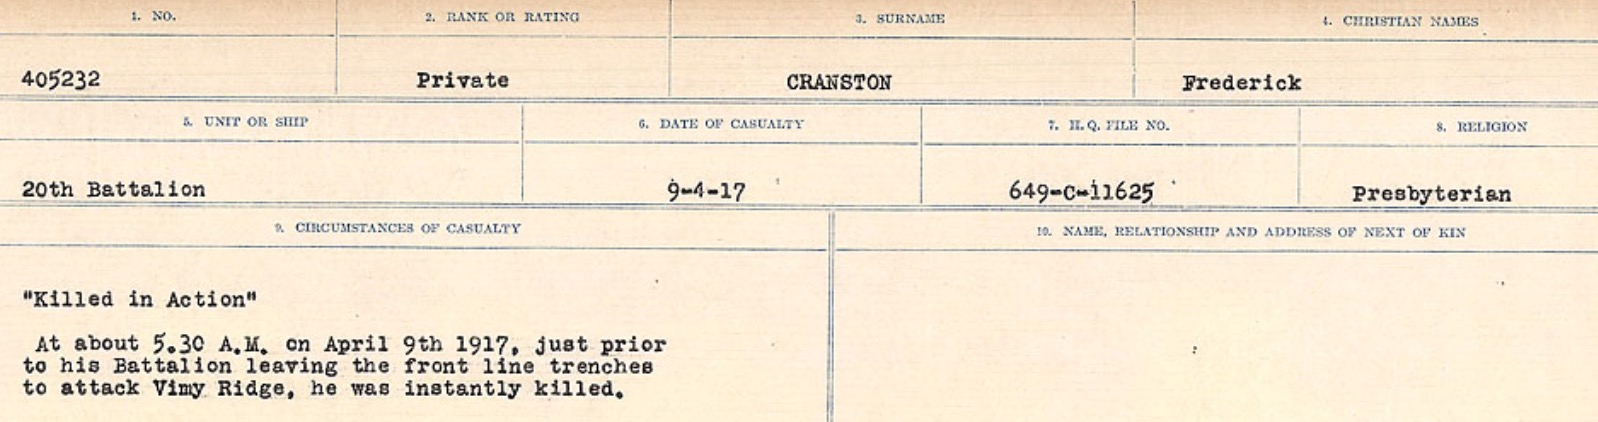 1. NO. 2. RANK OR RATING 3. SURNAME 4. CHRISTIAN NAMES
405232 Private CRANSTON Frederick
5. UNIT OR SHIP 6. DATE OF CASUALTY 7. H.Q. FILE NO. 8. RELIGION
20th Battalion 9-4-17 649-C-11625 Presbyterian
9. CIRCUMSTANCES OF CASUALTY 10. NAME, RELATIONSHIP AND ADDRESS OF NEXT OF KIN
"Killed in Action"
At about 5.30 A.M. on April 9th 1917, just prior
to his Battalion leaving the front line trenches
to attack Vimy Ridge, he was instantly killed.